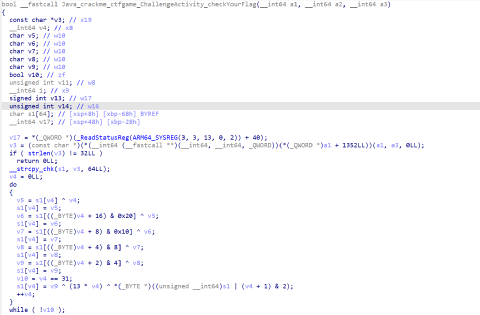 bool __fastcall Java_crackme_ctfgame_ChallengeActivity_checkYourFlag(__int64 a1, __int64 a2, __int64 a3)
{
const char *v3; // x19
__int64 v4; // x8
char v5; // w10
char v6; // w10
char v7; // w10
char v8; // w10
char v9; // w10
bool v10; // zf
unsigned int v11; // w8
__int64 i; // x9
signed int v13; // w17
unsigned int v14; // w16
char s1[64]; // [xsp+8h] [xbp-68h] BYREF
__int64 v17; // [xsp+48h] [xbp-28h]
v17 = *(_QWORD *)(_ReadStatusReg(ARM64_SYSREG(3, 3, 13, 0, 2)) + 40);
v3 = (const char *)(*(__int64 (__fastcall **)(__int64, __int64, _QWORD))(*(_QWORD *)a1 + 1352LL))(a1, a3, 0LL);
if ( strlen(v3) != 32LL )
return 0LL;
__strcpy_chk(s1, v3, 64LL);
v4 = 0LL;
do
{
v5 = s1[v4] ^ v4;
s1[v4] = v5;
v6 = s1[((_BYTE)v4 + 16) & 0x20] ^ v5;
s1[v4] = v6;
v7 = s1[((_BYTE)v4 + 8) & 0x10] ^ v6;
s1[v4] = v7;
v8 = s1[((_BYTE)v4 + 4) & 8] ^ v7;
s1[v4] = v8;
v9 = s1[((_BYTE)v4 + 2) & 4] ^ v8;
s1[v4] = v9;
v10 = v4 == 31;
s1[v4] = v9 ^ (13 * v4) ^ *(_BYTE *)((unsigned __int64)s1 | (v4 + 1) & 2);
++v4;
}
while ( !v10 );